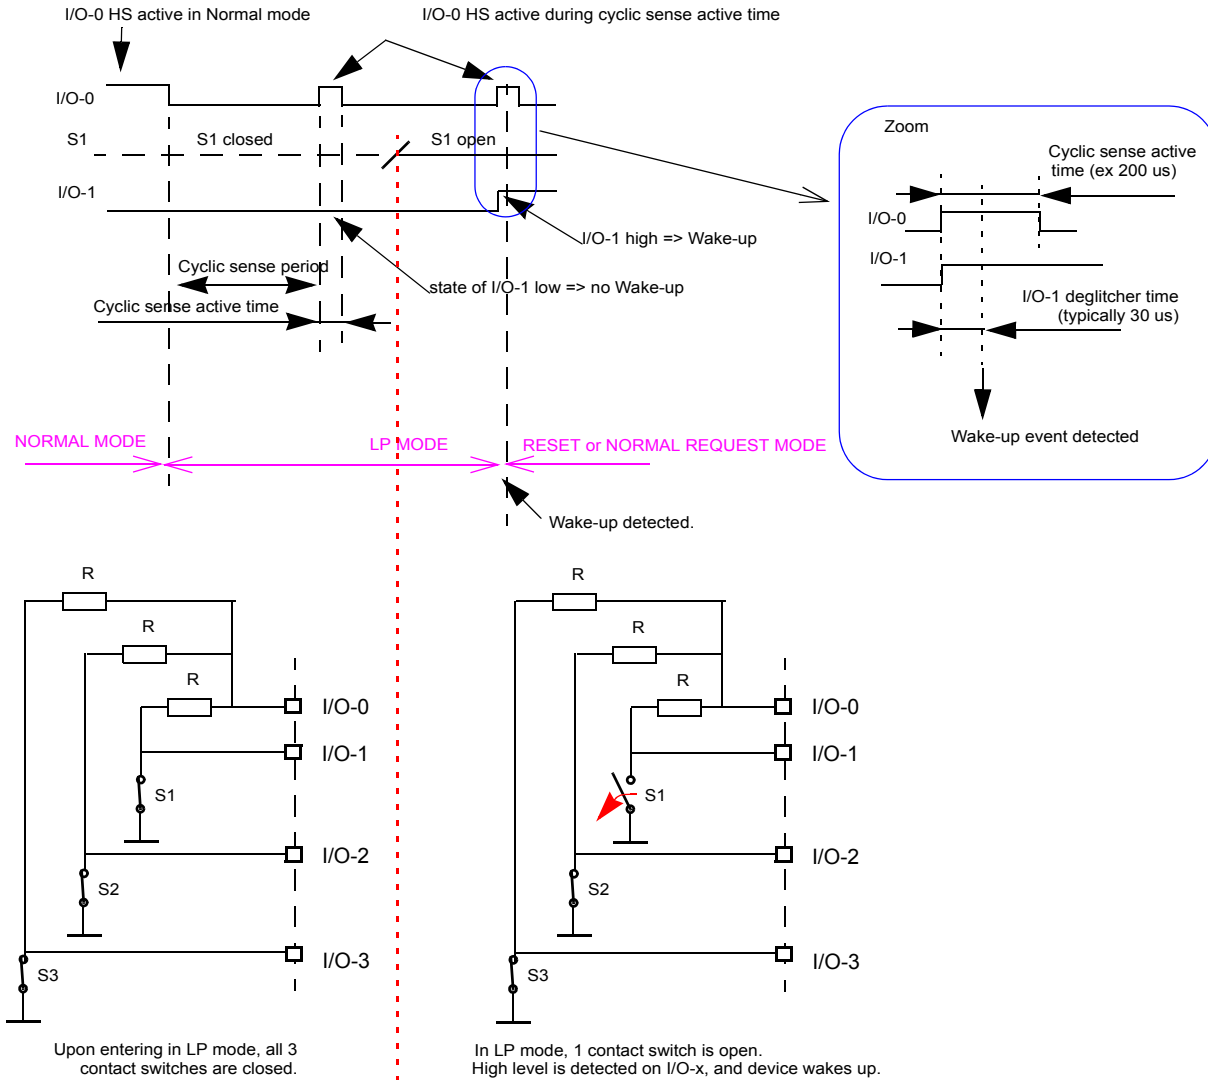 I/O-0 HS active in Normal mode
I/O-0 HS active during cyclic sense active time
I/O-0
S1
S1 closed
S1 open
I/O-1
I/O-1 high => Wake-up
Cyclic sense period
state of I/O-1 low => no Wake-up
Cyclic sense active time
Zoom
Cyclic sense active
time (ex 200 us)
I/O-0
I/O-1
I/O-1 deglitcher time
(typically 30 us)
Wake-up event detected
NORMAL MODE
LP MODE
RESET or NORMAL REQUEST MODE
Wake-up detected.
R
R
R
I/O-0
I/O-1
S1
I/O-2
S2
I/O-3
S3
Upon entering in LP mode, all 3
contact switches are closed.
R
R
R
I/O-0
I/O-1
S1
I/O-2
S2
I/O-3
S3
In LP mode, 1 contact switch is open.
High level is detected on I/O-x, and device wakes up.